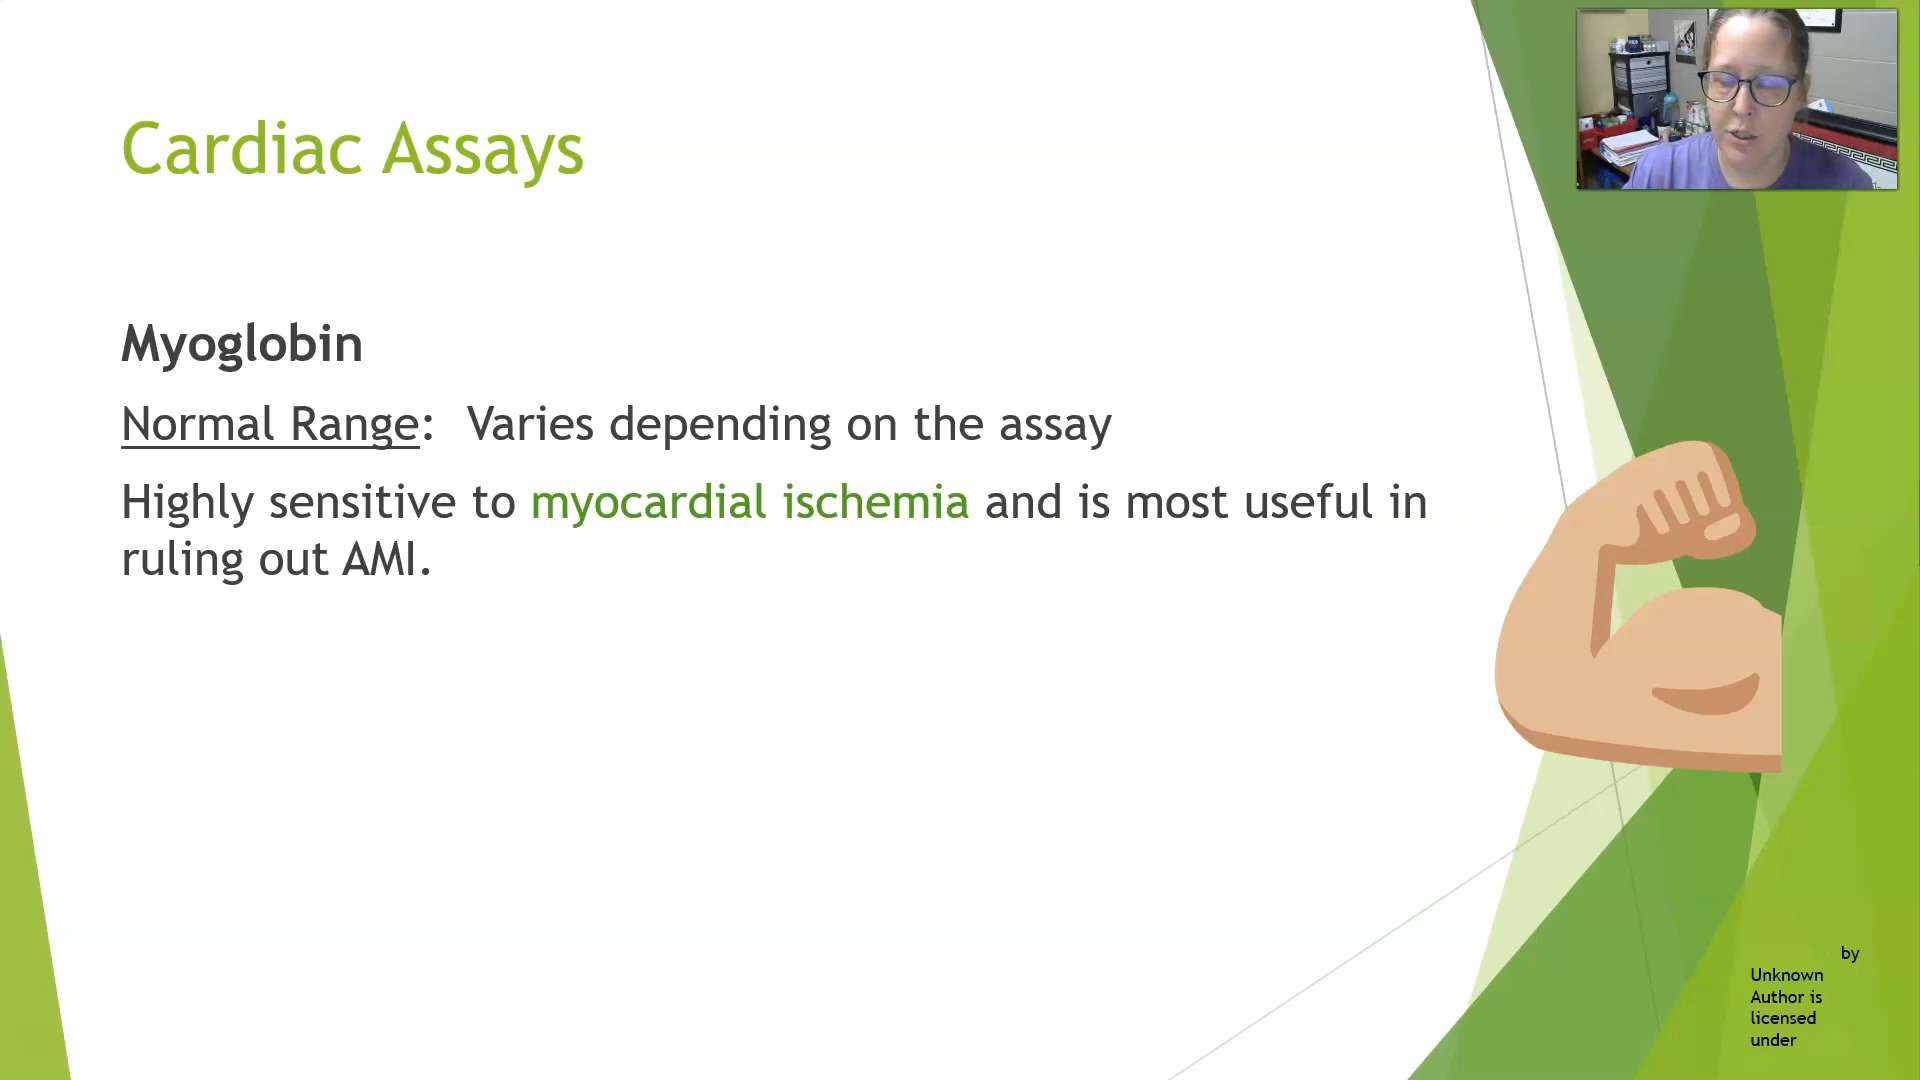 Cardiac Assays
Myoglobin
Normal Range: Varies depending on the assay
Highly sensitive to myocardial ischemia and is most useful in
ruling out AMI.
by
Unknown
Author is
licensed
under